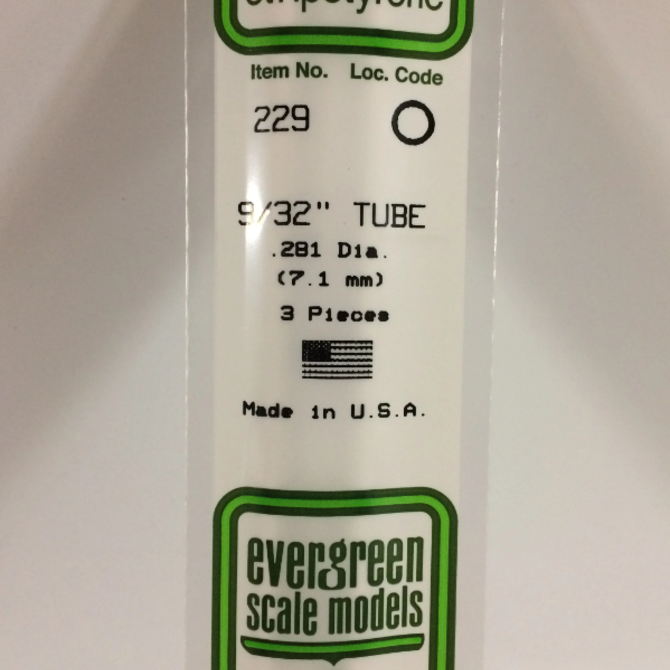 Item No. Loc. Code
229
9/32" TUBE
.281 Dia.
(7.1 mm)
3 Pieces
Made in U.S.A.
evergreen
scale models